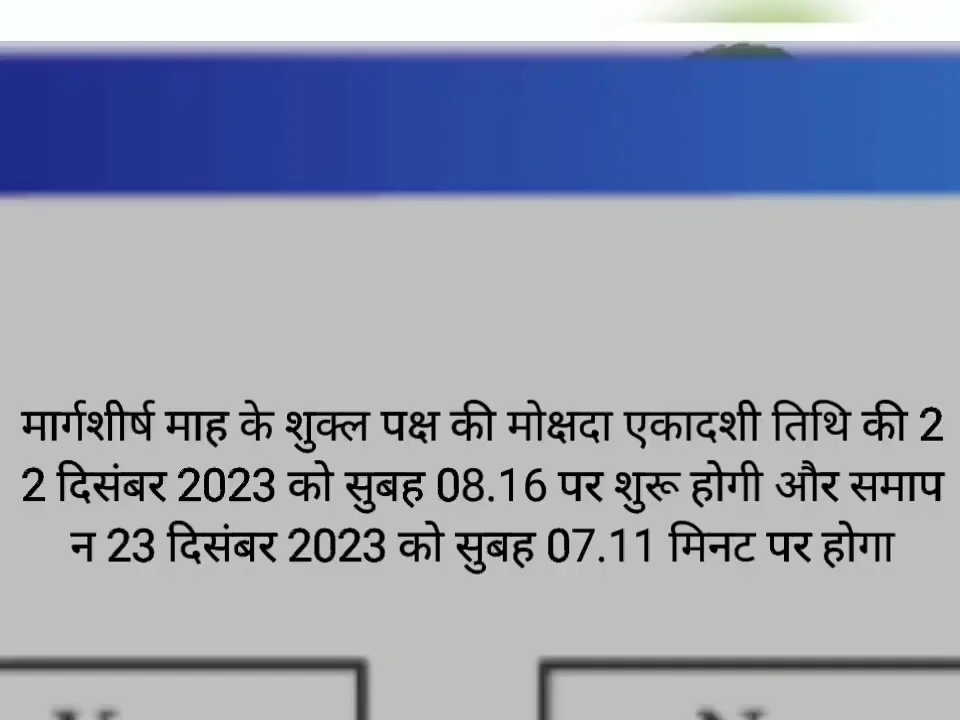 मार्गशीर्ष माह के शुक्ल पक्ष की मोक्षदा एकादशी तिथि की 2
2 दिसंबर 2023 को सुबह 08.16 पर शुरू होगी और समाप
न 23 दिसंबर 2023 को सुबह 07.11 मिनट पर होगा